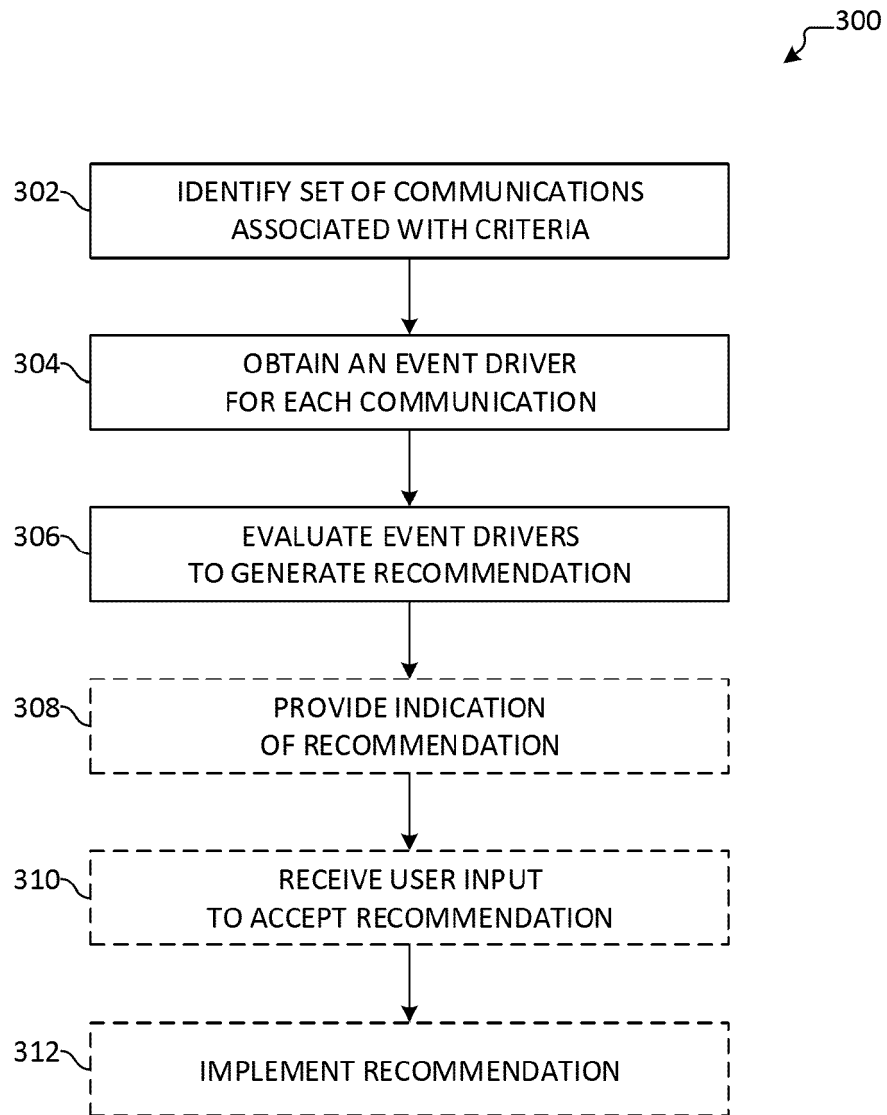 300
302
IDENTIFY SET OF COMMUNICATIONS
ASSOCIATED WITH CRITERIA
304
OBTAIN AN EVENT DRIVER
FOR EACH COMMUNICATION
306
EVALUATE EVENT DRIVERS
TO GENERATE RECOMMENDATION
308
PROVIDE INDICATION
OF RECOMMENDATION
310
RECEIVE USER INPUT
TO ACCEPT RECOMMENDATION
312
IMPLEMENT RECOMMENDATION